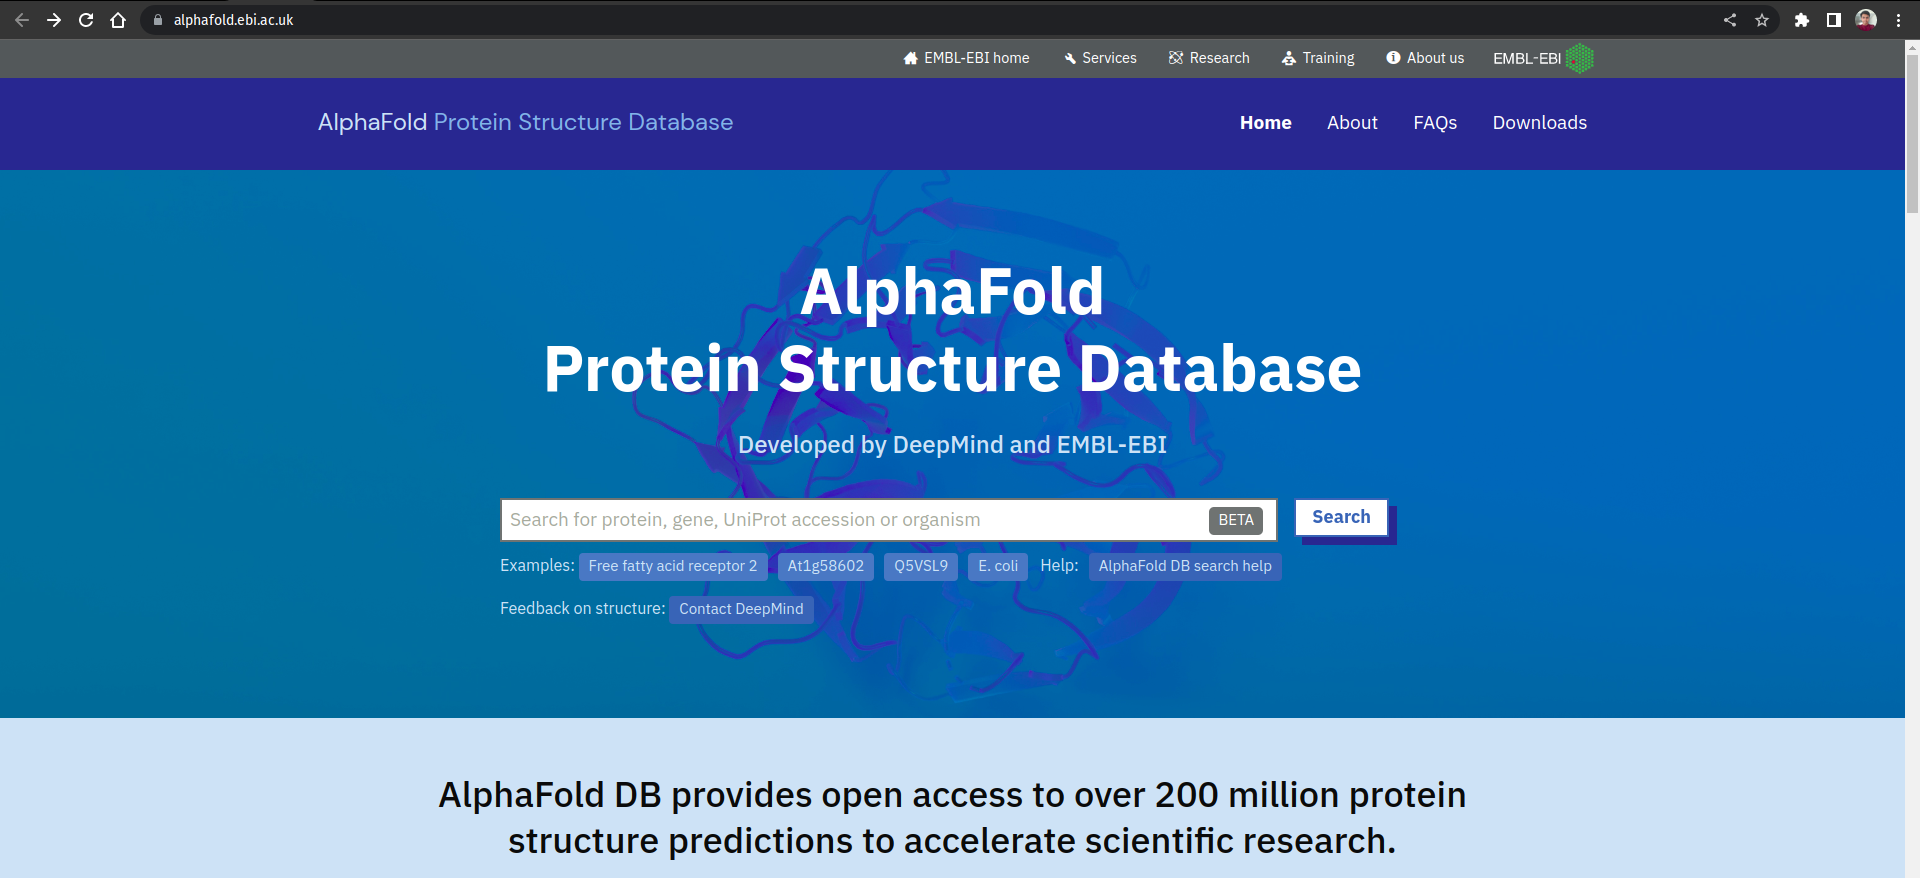 alphafold.ebi.ac.uk
EMBL-EBI home Services Research Training About us EMBL-EBI
AlphaFold Protein Structure Database Home About FAQs Downloads
AlphaFold
Protein Structure Database
Developed by DeepMind and EMBL-EBI
Search for protein, gene, UniProt accession or organism BETA Search
Examples: Free fatty acid receptor 2 At1g58602 Q5VSL9 E. coli Help: AlphaFold DB search help
Feedback on structure: Contact DeepMind
AlphaFold DB provides open access to over 200 million protein
structure predictions to accelerate scientific research.